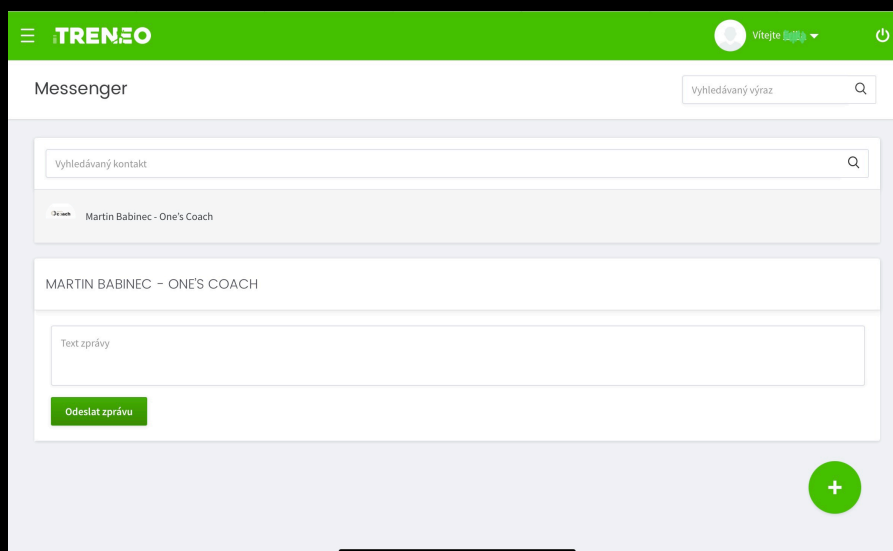 TRENEO
Vítejte
Messenger
Vyhledávaný výraz
Vyhledávaný kontakt
Martin Babinec - One's Coach
MARTIN BABINEC - ONE'S COACH
Text zprávy
Odeslat zprávu